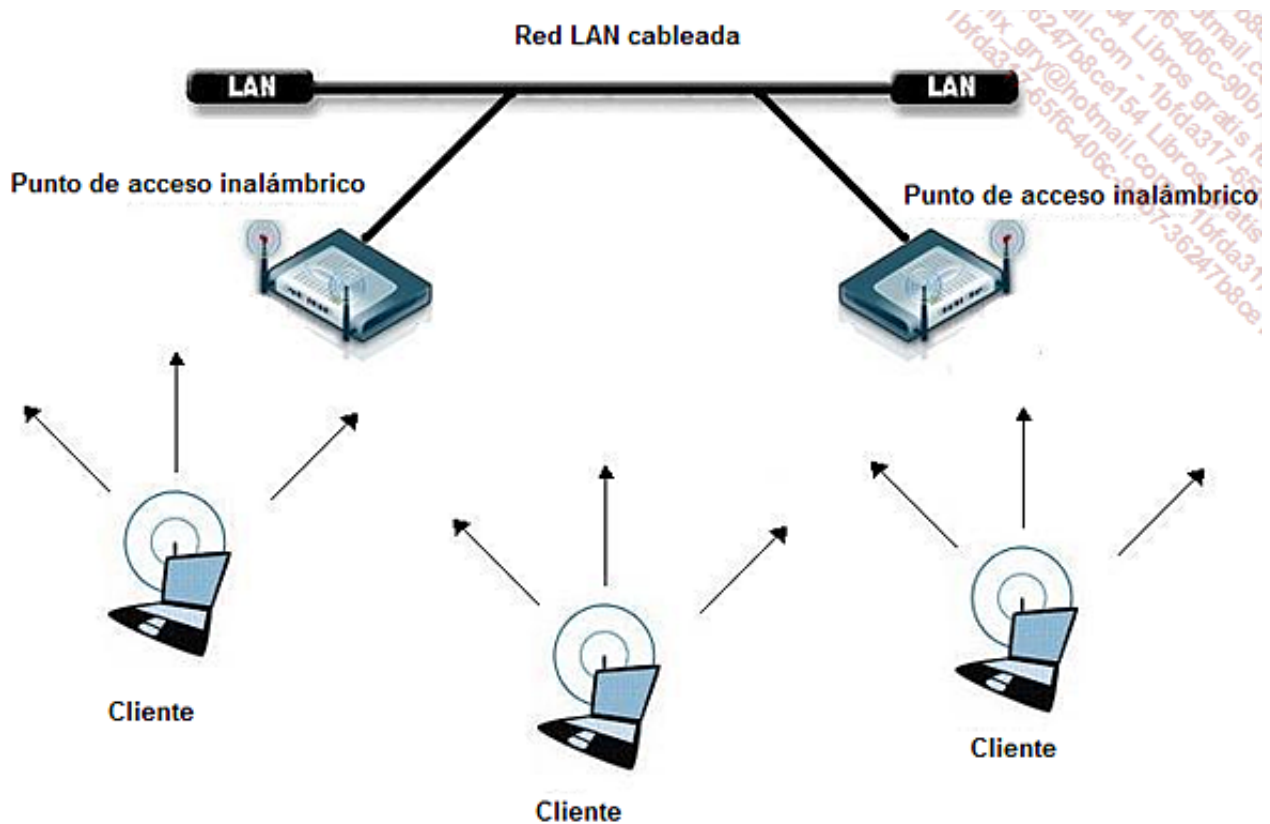 Red LAN cableada
LAN
LAN
Punto de acceso inalámbrico
Punto de acceso inalámbrico
Cliente
Cliente
Cliente